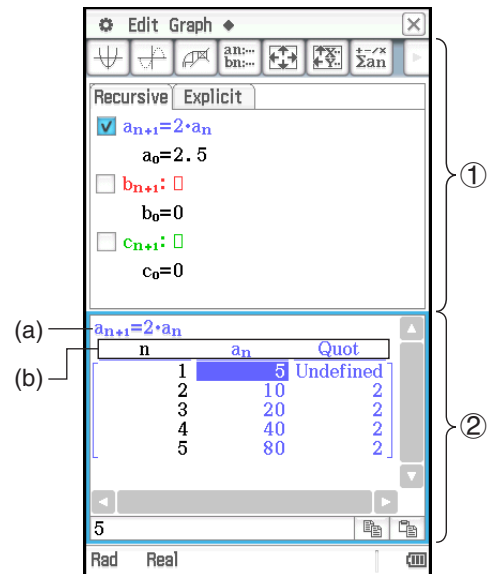 Edit Graph ◆
an:...
bn:...
+-/×
Σan
Recursive Explicit
aₙ₊₁=2·aₙ
a₀=2.5
bₙ₊₁:□
b₀=0
cₙ₊₁:□
c₀=0
①
(a) aₙ₊₁=2·aₙ
(b) n aₙ Quot
1 5 Undefined
2 10 2
3 20 2
4 40 2
5 80 2
②
5
Rad Real